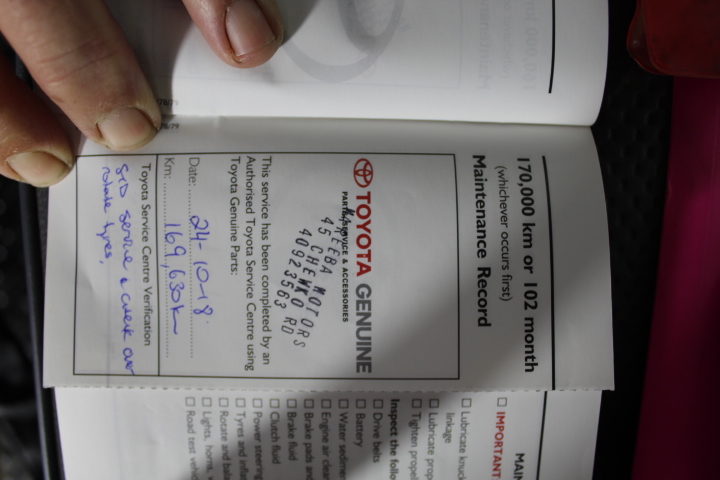 170,000 km or 102 month
(whichever occurs first)
Maintenance Record
TOYOTA GENUINE
PARTS, SERVICE & ACCESSORIES
MOTORS
45 CHEWKO RD
40923563
This service has been completed by an
Authorised Toyota Service Centre using
Toyota Genuine Parts:
Date: 24-10-18
Km: 169,630km
Toyota Service Centre Verification
STD service & check over
rotate tyres,
IMPORTANT
Lubricate
linkage
Lubricate
Tighten
Inspect the
Drive belts
Battery
Water
Engine air
Brake pads and
Brake fluid
Clutch fluid
Power steering
Tyres and
Rotate and
Lights, horns,
Road test